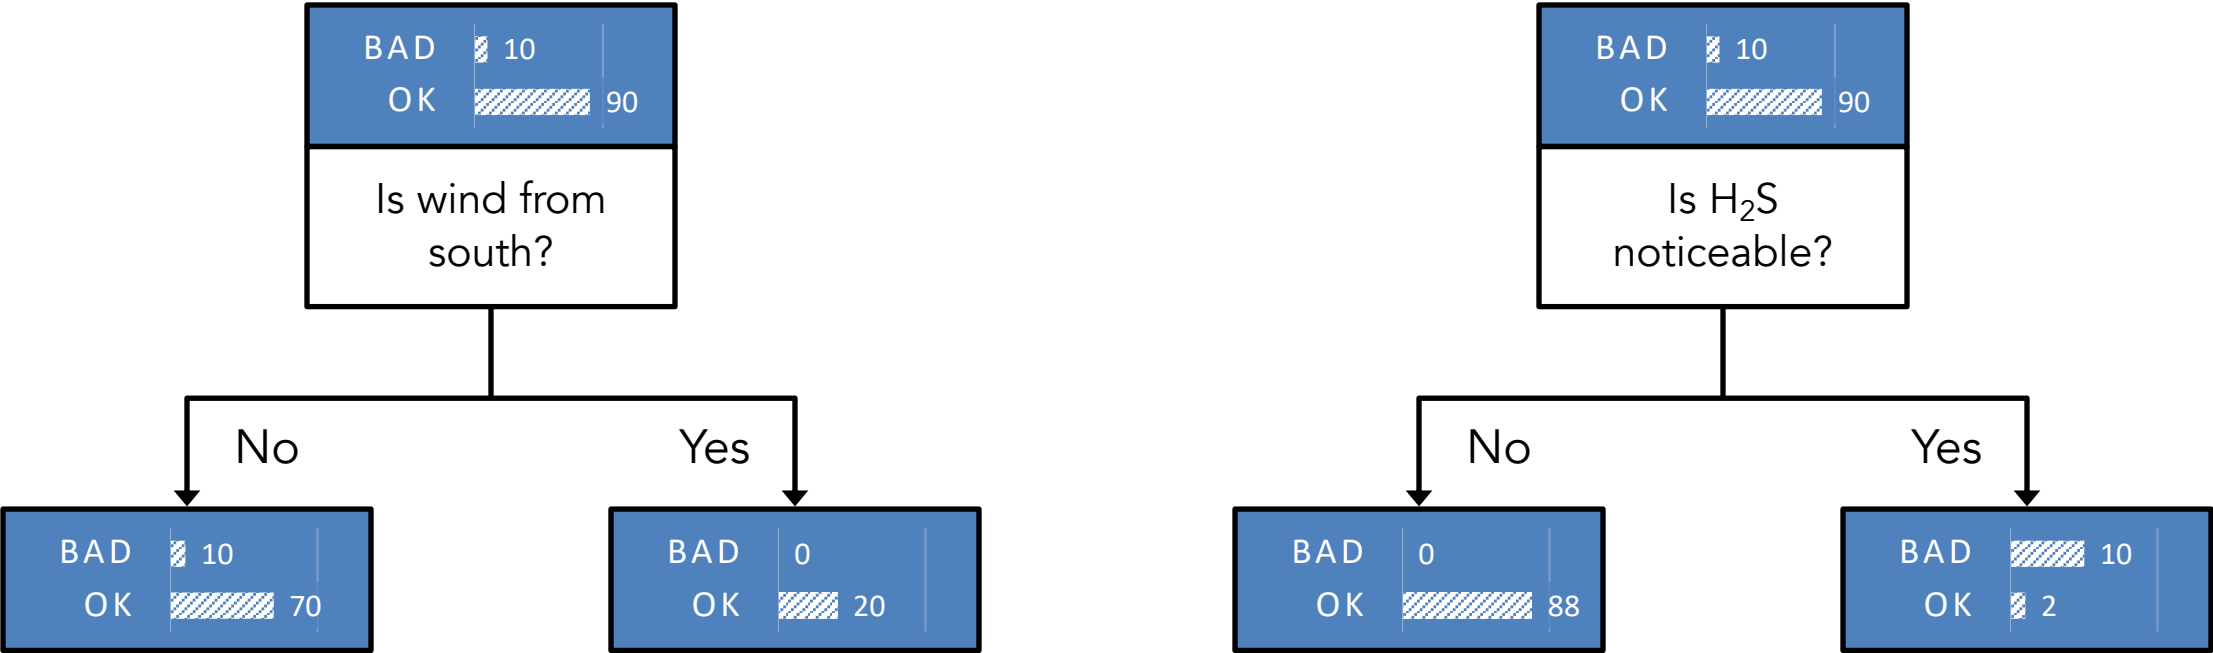 BAD 10
OK 90
Is wind from
south?
No
Yes
BAD 10
OK 70
BAD 0
OK 20
BAD 10
OK 90
Is H₂S
noticeable?
No
Yes
BAD 0
OK 88
BAD 10
OK 2